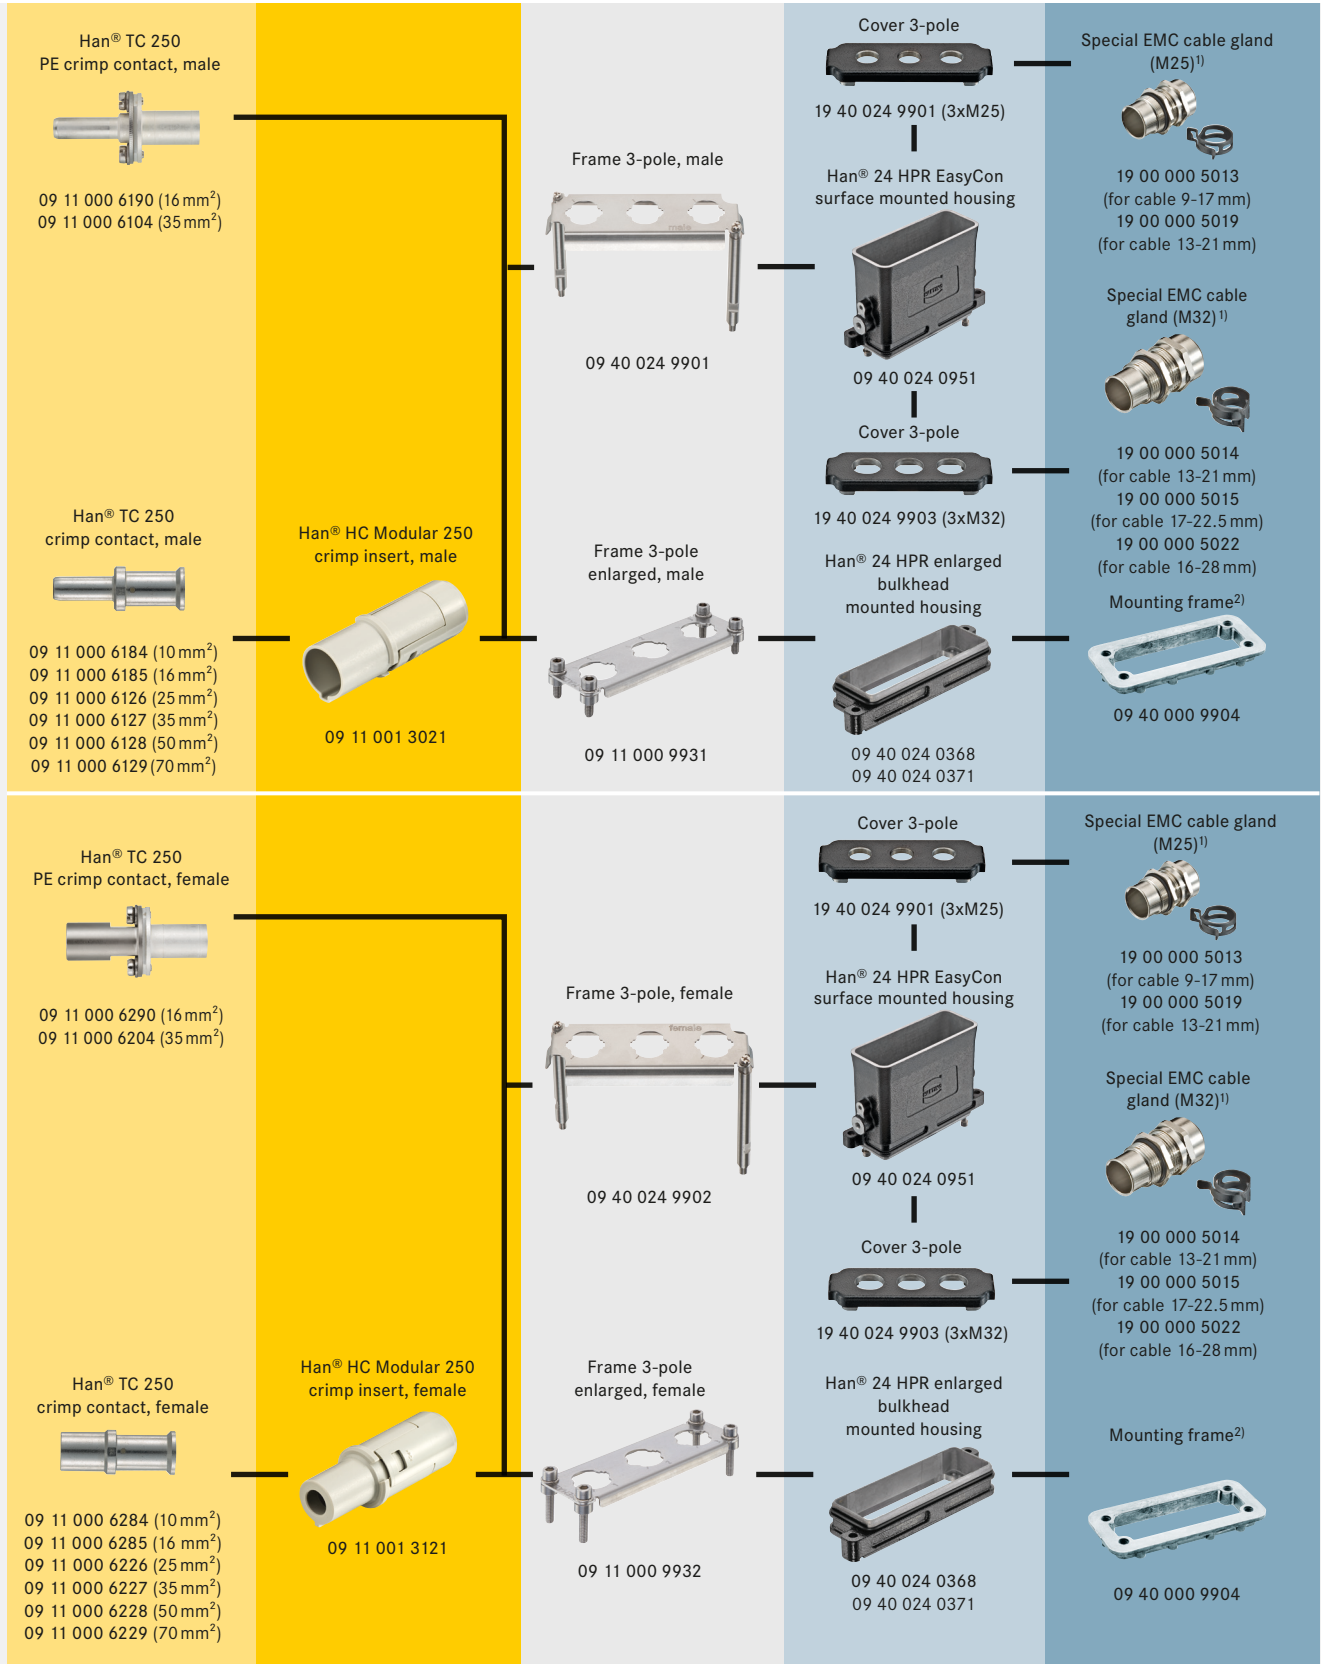 Han® TC 250
PE crimp contact, male
09 11 000 6190 (16 mm²)
09 11 000 6104 (35 mm²)
Han® TC 250
crimp contact, male
09 11 000 6184 (10 mm²)
09 11 000 6185 (16 mm²)
09 11 000 6126 (25 mm²)
09 11 000 6127 (35 mm²)
09 11 000 6128 (50 mm²)
09 11 000 6129 (70 mm²)
Han® HC Modular 250
crimp insert, male
09 11 001 3021
Frame 3-pole, male
male
09 40 024 9901
Frame 3-pole
enlarged, male
09 11 000 9931
Cover 3-pole
19 40 024 9901 (3xM25)
Han® 24 HPR EasyCon
surface mounted housing
09 40 024 0951
Cover 3-pole
19 40 024 9903 (3xM32)
Han® 24 HPR enlarged
bulkhead
mounted housing
09 40 024 0368
09 40 024 0371
Special EMC cable gland
(M25)1)
19 00 000 5013
(for cable 9-17 mm)
19 00 000 5019
(for cable 13-21 mm)
Special EMC cable
gland (M32)1)
19 00 000 5014
(for cable 13-21 mm)
19 00 000 5015
(for cable 17-22.5 mm)
19 00 000 5022
(for cable 16-28 mm)
Mounting frame2)
09 40 000 9904
Han® TC 250
PE crimp contact, female
09 11 000 6290 (16 mm²)
09 11 000 6204 (35 mm²)
Han® TC 250
crimp contact, female
09 11 000 6284 (10 mm²)
09 11 000 6285 (16 mm²)
09 11 000 6226 (25 mm²)
09 11 000 6227 (35 mm²)
09 11 000 6228 (50 mm²)
09 11 000 6229 (70 mm²)
Han® HC Modular 250
crimp insert, female
09 11 001 3121
Frame 3-pole, female
female
09 40 024 9902
Frame 3-pole
enlarged, female
09 11 000 9932
Cover 3-pole
19 40 024 9901 (3xM25)
Han® 24 HPR EasyCon
surface mounted housing
09 40 024 0951
Cover 3-pole
19 40 024 9903 (3xM32)
Han® 24 HPR enlarged
bulkhead
mounted housing
09 40 024 0368
09 40 024 0371
Special EMC cable gland
(M25)1)
19 00 000 5013
(for cable 9-17 mm)
19 00 000 5019
(for cable 13-21 mm)
Special EMC cable
gland (M32)1)
19 00 000 5014
(for cable 13-21 mm)
19 00 000 5015
(for cable 17-22.5 mm)
19 00 000 5022
(for cable 16-28 mm)
Mounting frame2)
09 40 000 9904